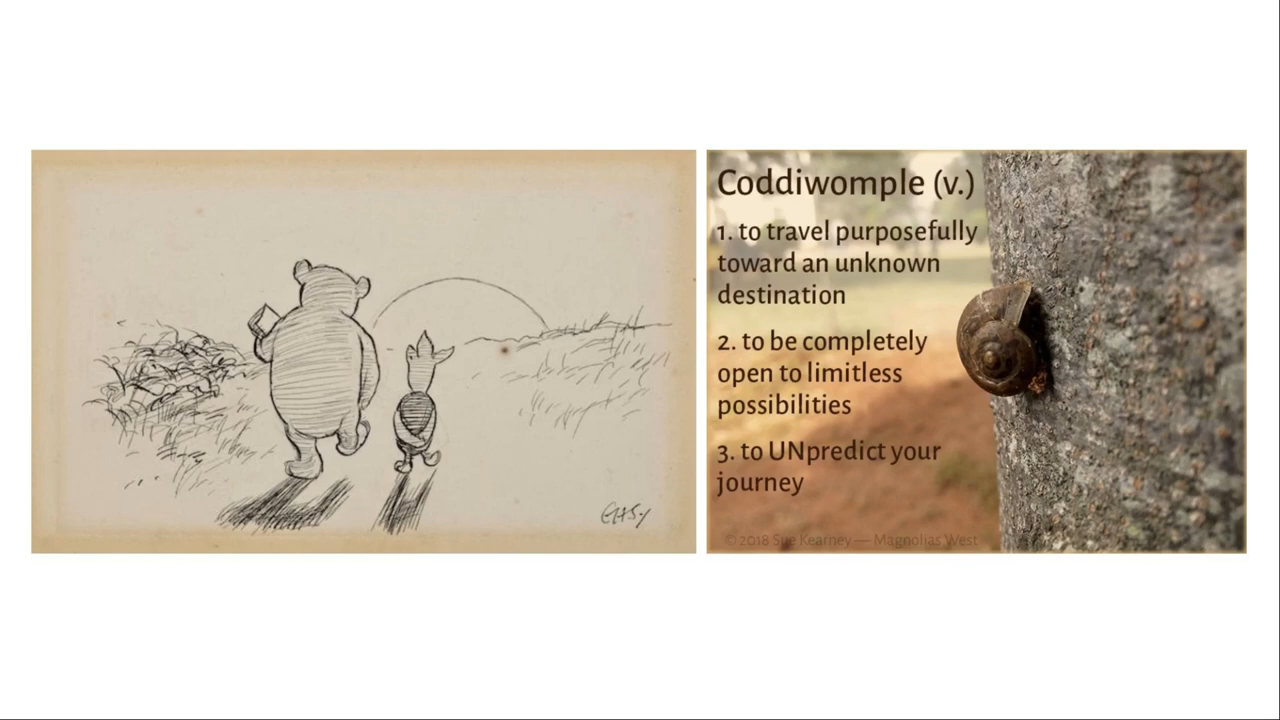 Coddiwomple (v.)
1. to travel purposefully
toward an unknown
destination
2. to be completely
open to limitless
possibilities
3. to UNpredict your
journey
©2018 Sue Kearney — Magnolias West